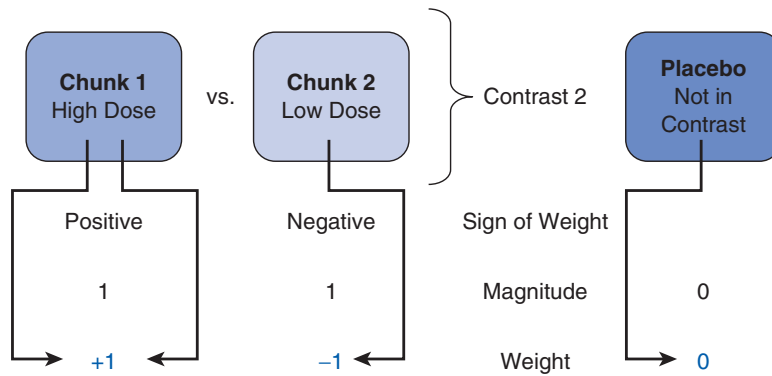 Chunk 1
High Dose
vs.
Chunk 2
Low Dose
Contrast 2
Placebo
Not in
Contrast
Positive
Negative
Sign of Weight
1
1
Magnitude
0
+1
−1
Weight
0